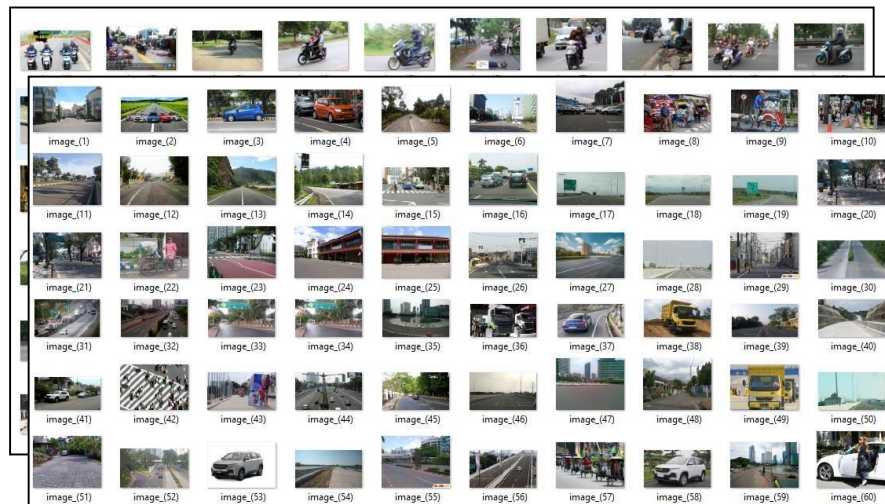 image_(1) image_(2) image_(3) image_(4) image_(5) image_(6) image_(7) image_(8) image_(9) image_(10)
image_(11) image_(12) image_(13) image_(14) image_(15) image_(16) image_(17) image_(18) image_(19) image_(20)
image_(21) image_(22) image_(23) image_(24) image_(25) image_(26) image_(27) image_(28) image_(29) image_(30)
image_(31) image_(32) image_(33) image_(34) image_(35) image_(36) image_(37) image_(38) image_(39) image_(40)
image_(41) image_(42) image_(43) image_(44) image_(45) image_(46) image_(47) image_(48) image_(49) image_(50)
image_(51) image_(52) image_(53) image_(54) image_(55) image_(56) image_(57) image_(58) image_(59) image_(60)